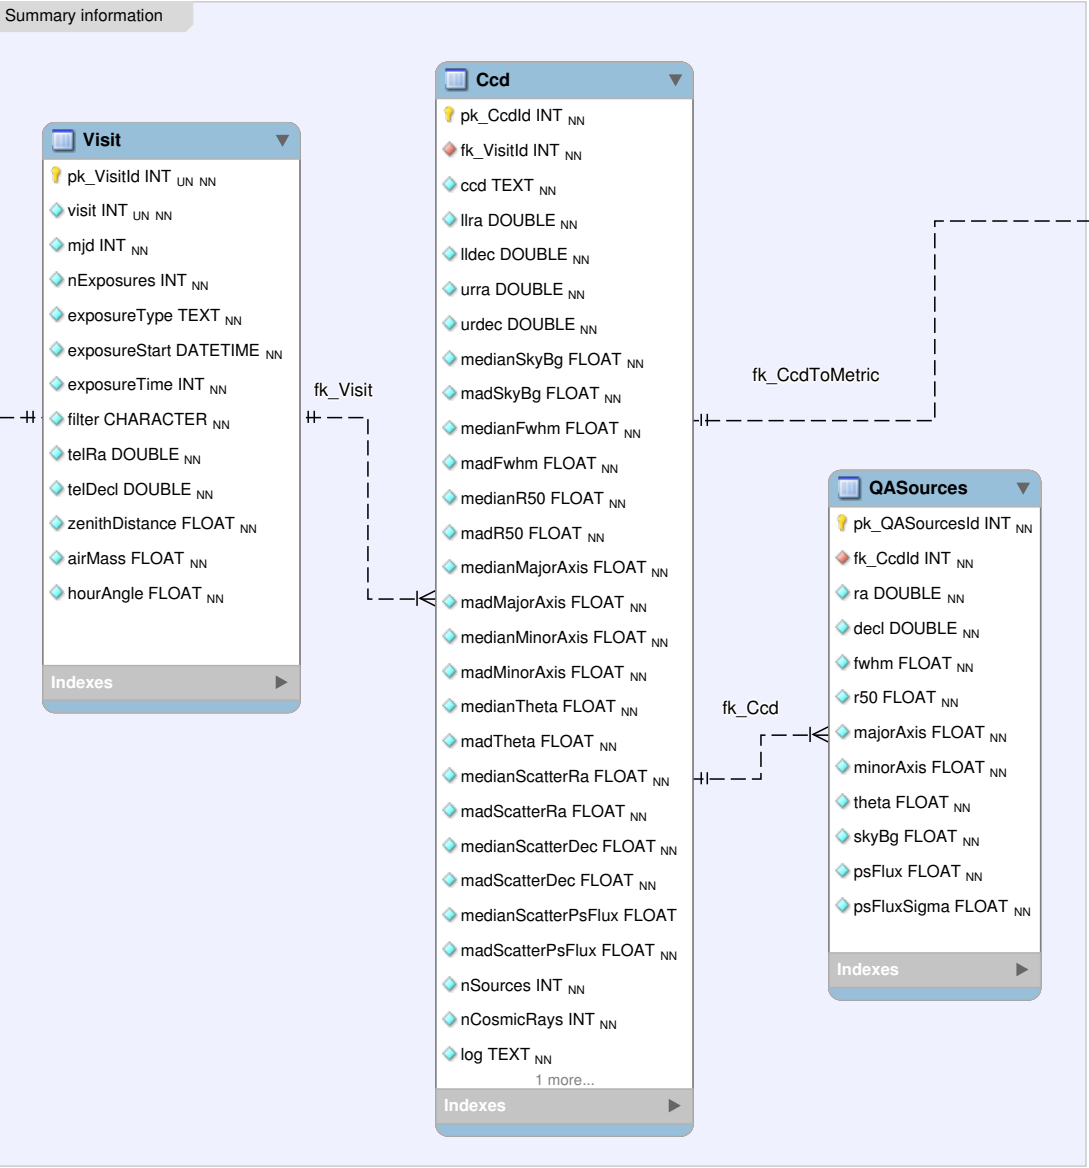 Summary information
Visit
pk_VisitId INT UN NN
visit INT UN NN
mjd INT NN
nExposures INT NN
exposureType TEXT NN
exposureStart DATETIME NN
exposureTime INT NN
filter CHARACTER NN
telRa DOUBLE NN
telDecl DOUBLE NN
zenithDistance FLOAT NN
airMass FLOAT NN
hourAngle FLOAT NN
Indexes
fk_Visit
Ccd
pk_CcdId INT NN
fk_VisitId INT NN
ccd TEXT NN
llra DOUBLE NN
lldec DOUBLE NN
urra DOUBLE NN
urdec DOUBLE NN
medianSkyBg FLOAT NN
madSkyBg FLOAT NN
medianFwhm FLOAT NN
madFwhm FLOAT NN
medianR50 FLOAT NN
madR50 FLOAT NN
medianMajorAxis FLOAT NN
madMajorAxis FLOAT NN
medianMinorAxis FLOAT NN
madMinorAxis FLOAT NN
medianTheta FLOAT NN
madTheta FLOAT NN
medianScatterRa FLOAT NN
madScatterRa FLOAT NN
medianScatterDec FLOAT NN
madScatterDec FLOAT NN
medianScatterPsFlux FLOAT
madScatterPsFlux FLOAT NN
nSources INT NN
nCosmicRays INT NN
log TEXT NN
1 more...
Indexes
fk_CcdToMetric
fk_Ccd
QASources
pk_QASourcesId INT NN
fk_CcdId INT NN
ra DOUBLE NN
decl DOUBLE NN
fwhm FLOAT NN
r50 FLOAT NN
majorAxis FLOAT NN
minorAxis FLOAT NN
theta FLOAT NN
skyBg FLOAT NN
psFlux FLOAT NN
psFluxSigma FLOAT NN
Indexes